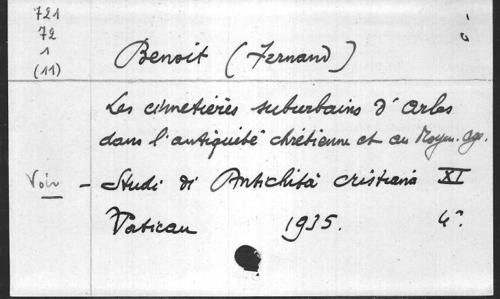 721
72
1
(11)
Benoit (Fernand)
Les cimetières suburbains d'Arles
dans l'antiquité chrétienne et au Moyen-age.
Voir - Studi di Antichità cristiana XI
Vatican 1935. 4°